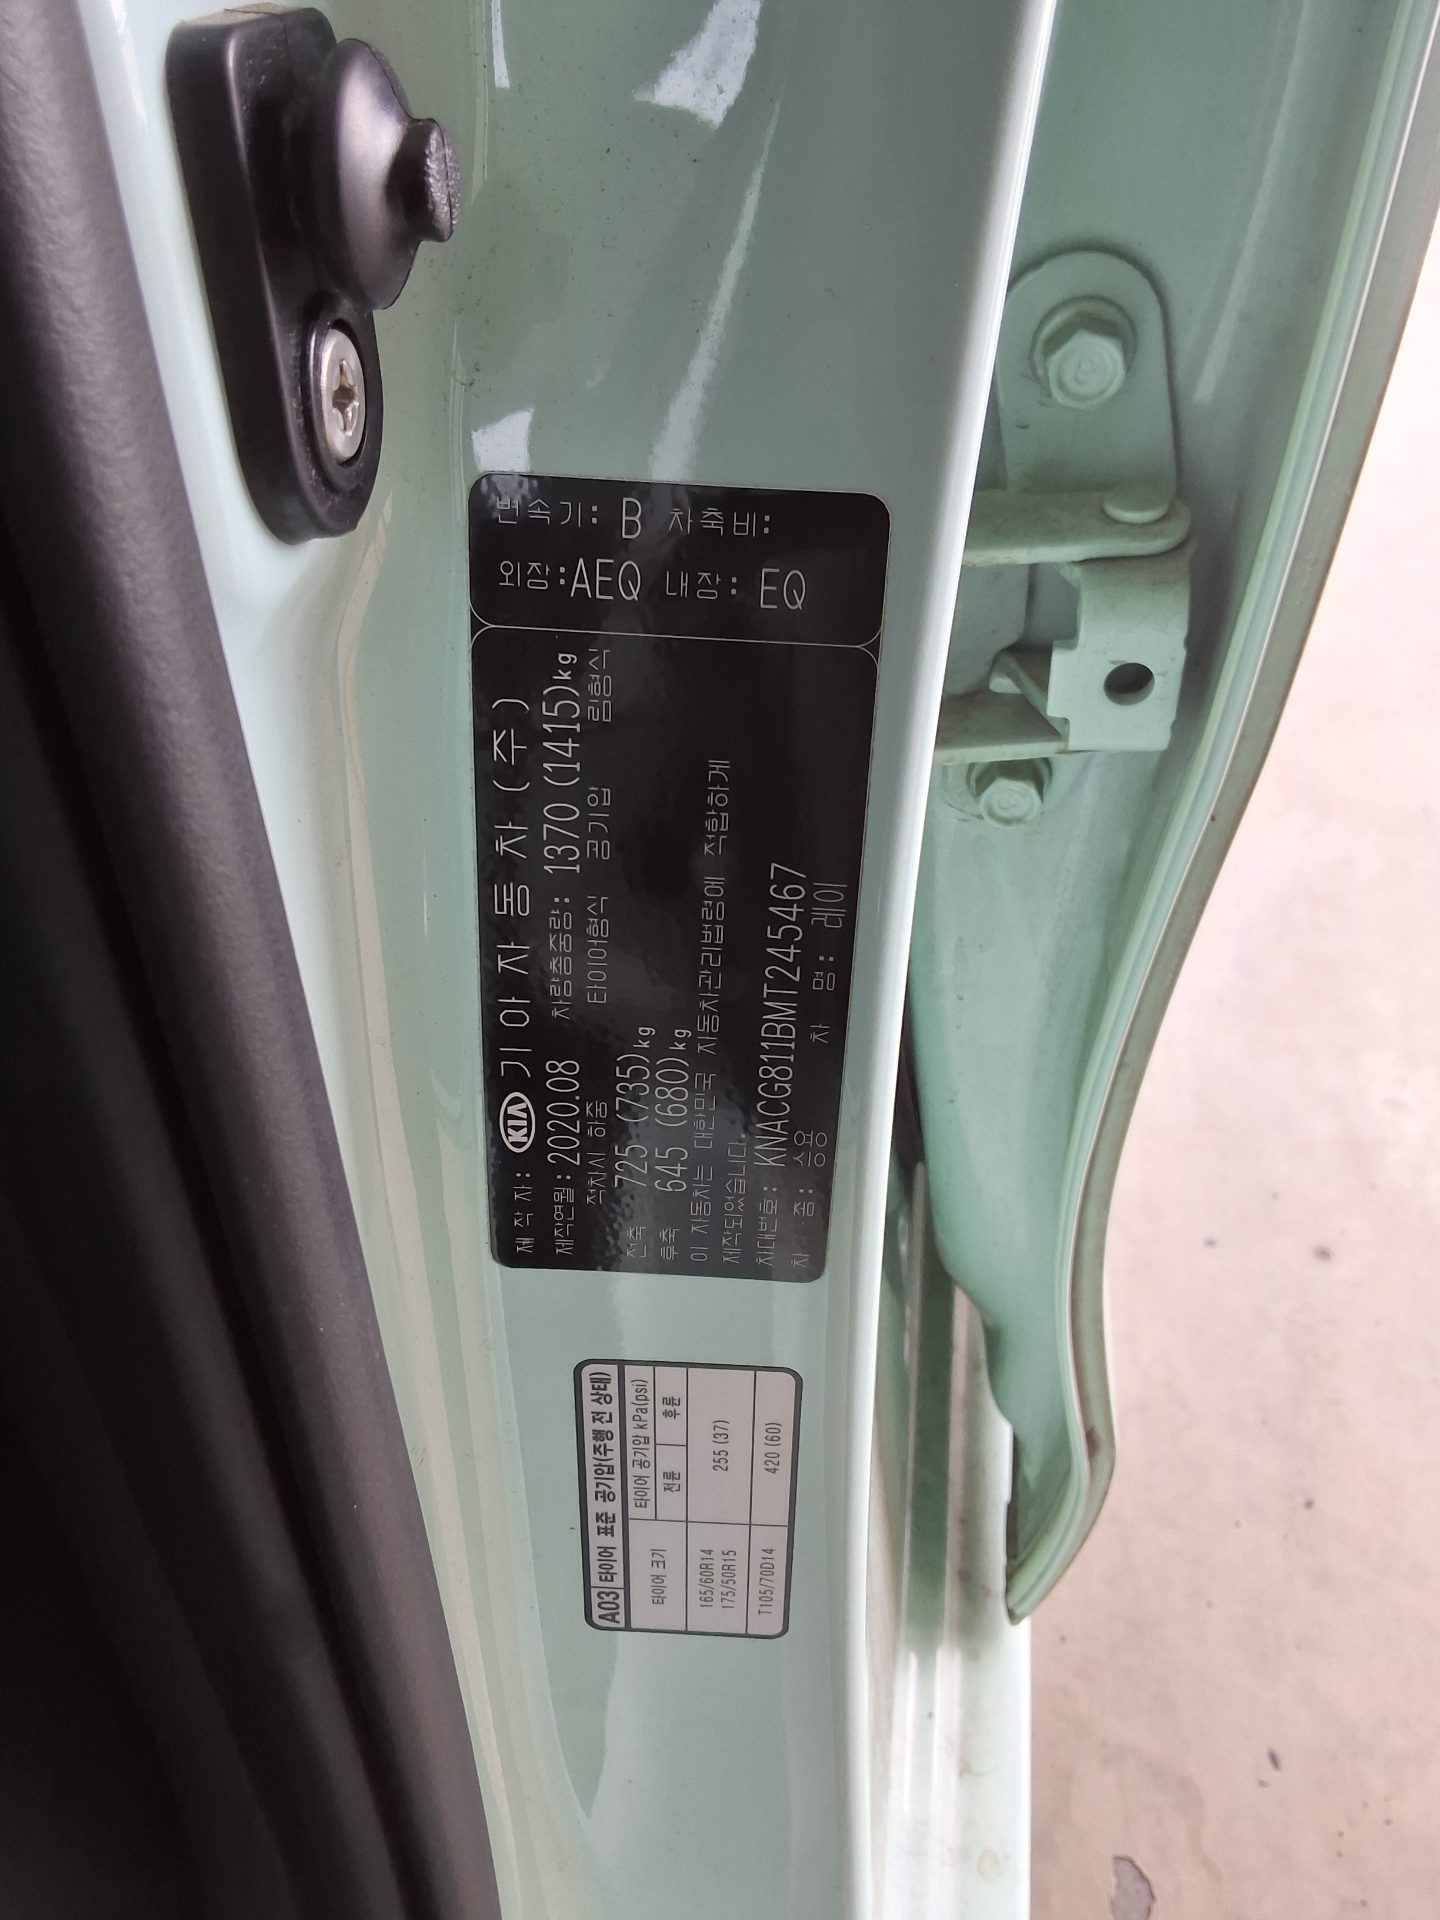 변속기: B 차축비:
외장: AEQ 내장: EQ
제 작 자: KIA 기아자동차(주)
제작연월: 2020.08 차량총중량: 1370 (1415)kg
적차시 하중 타이어형식 공기압 림형식
전축 725 (735)kg
후축 645 (680)kg
이 자동차는 대한민국 자동차관리법령에 적합하게
제작되었습니다.
차대번호: KNACG811BMT245467
차 종: 승용 차 명: 레이
A03 타이어 표준 공기압(주행 전 상태)
타이어 크기 타이어 공기압 kPa(psi)
전륜 후륜
165/60R14
175/50R15
255 (37)
T105/70D14 420 (60)
8
8